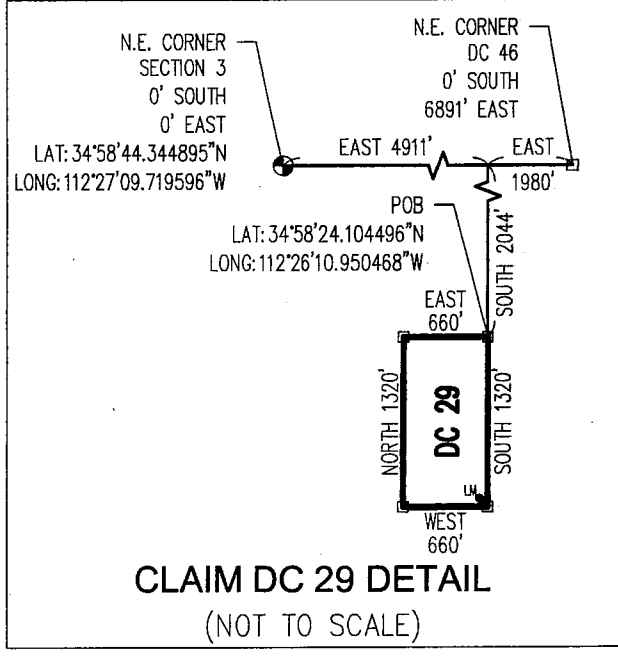 N.E. CORNER
SECTION 3
0' SOUTH
0' EAST
LAT: 34°58'44.344895"N
LONG: 112°27'09.719596"W
N.E. CORNER
DC 46
0' SOUTH
6891' EAST
EAST 4911'
EAST
1980'
POB
LAT: 34°58'24.104496"N
LONG: 112°26'10.950468"W
SOUTH 2044'
EAST
660'
NORTH 1320'
DC 29
SOUTH 1320'
LM
WEST
660'
CLAIM DC 29 DETAIL
(NOT TO SCALE)